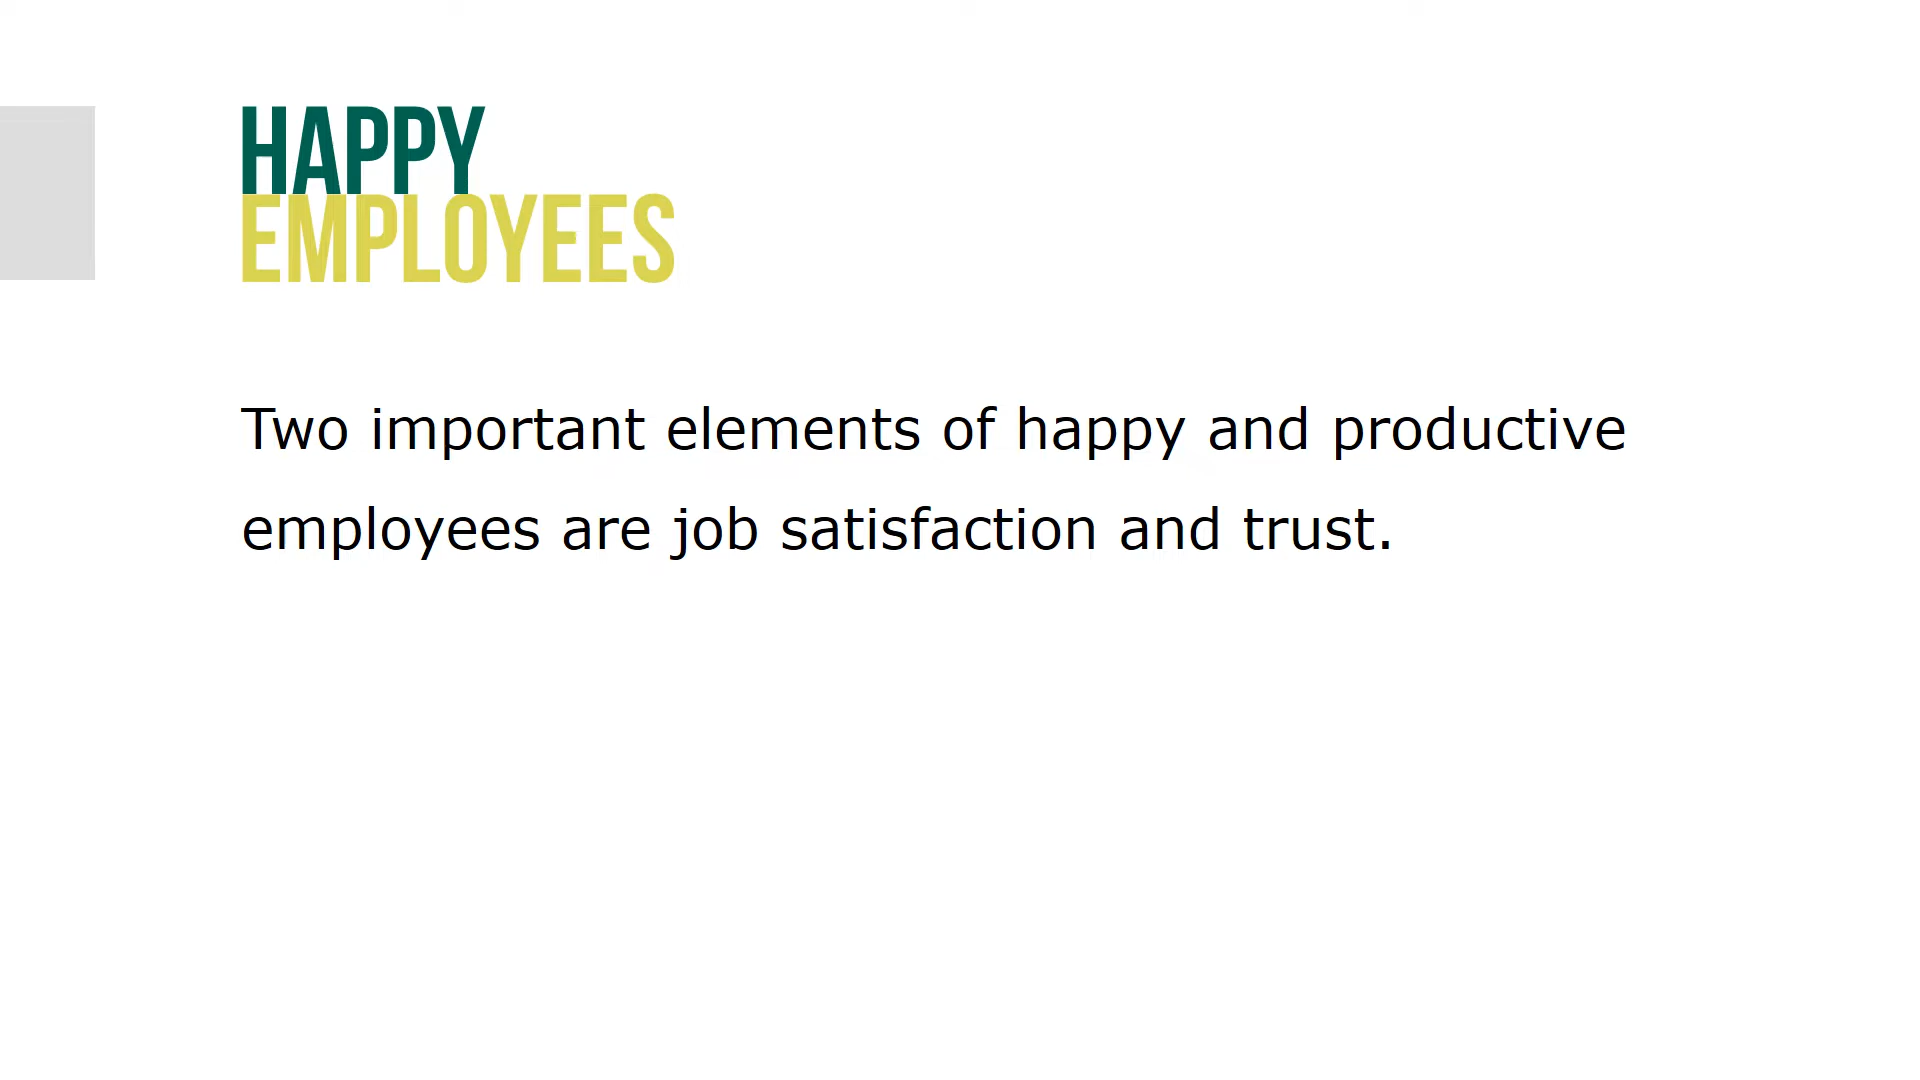 HAPPY
EMPLOYEES
Two important elements of happy and productive
employees are job satisfaction and trust.